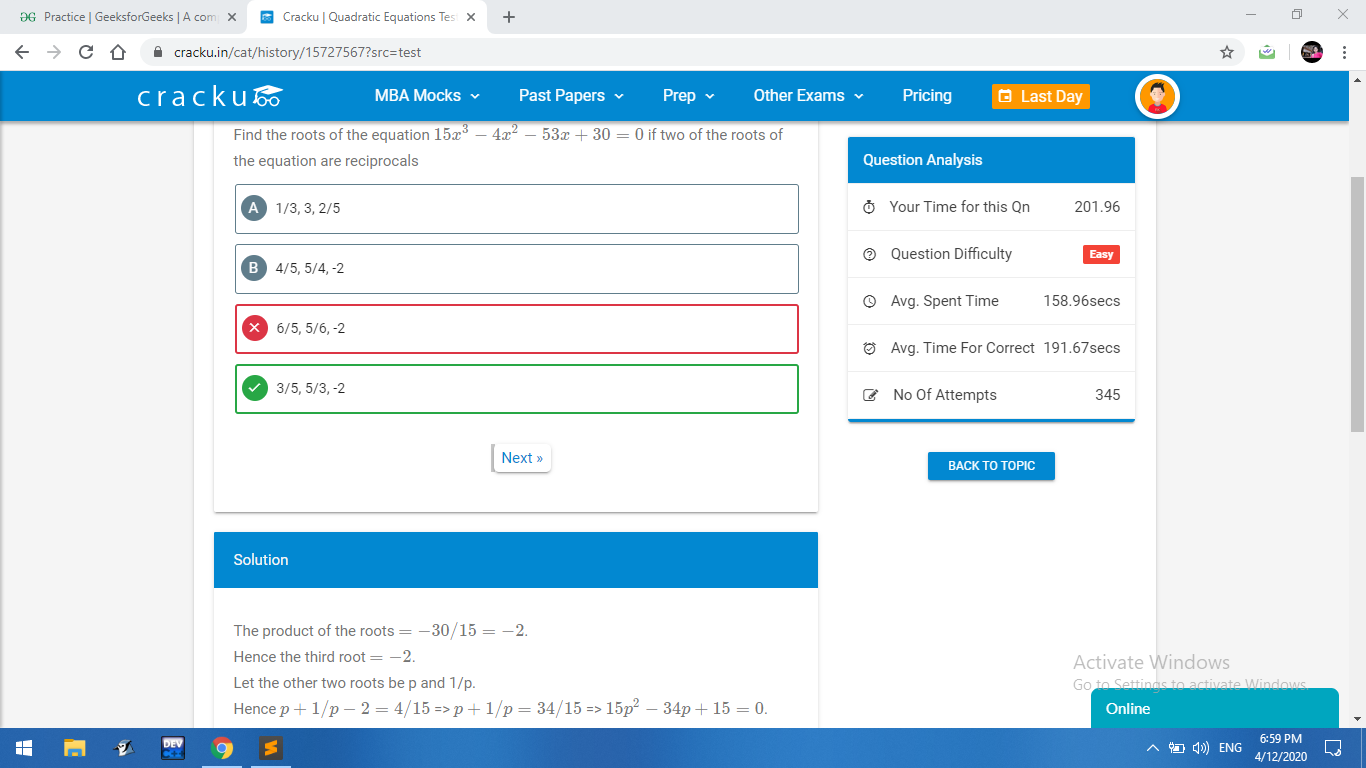 Practice | GeeksforGeeks | A com
Cracku | Quadratic Equations Tes
cracku.in/cat/history/15727567?src=test
cracku
MBA Mocks
Past Papers
Prep
Other Exams
Pricing
Last Day
Find the roots of the equation 15x³ − 4x² − 53x + 30 = 0 if two of the roots of
the equation are reciprocals
A 1/3, 3, 2/5
B 4/5, 5/4, -2
6/5, 5/6, -2
3/5, 5/3, -2
Next »
Question Analysis
Your Time for this Qn 201.96
Question Difficulty Easy
Avg. Spent Time 158.96secs
Avg. Time For Correct 191.67secs
No Of Attempts 345
BACK TO TOPIC
Solution
The product of the roots = −30/15 = −2.
Hence the third root = −2.
Let the other two roots be p and 1/p.
Hence p + 1/p − 2 = 4/15 => p + 1/p = 34/15 => 15p² − 34p + 15 = 0.
Activate Windows
Go to Settings to activate Windows.
Online
DEV
ENG
6:59 PM
4/12/2020